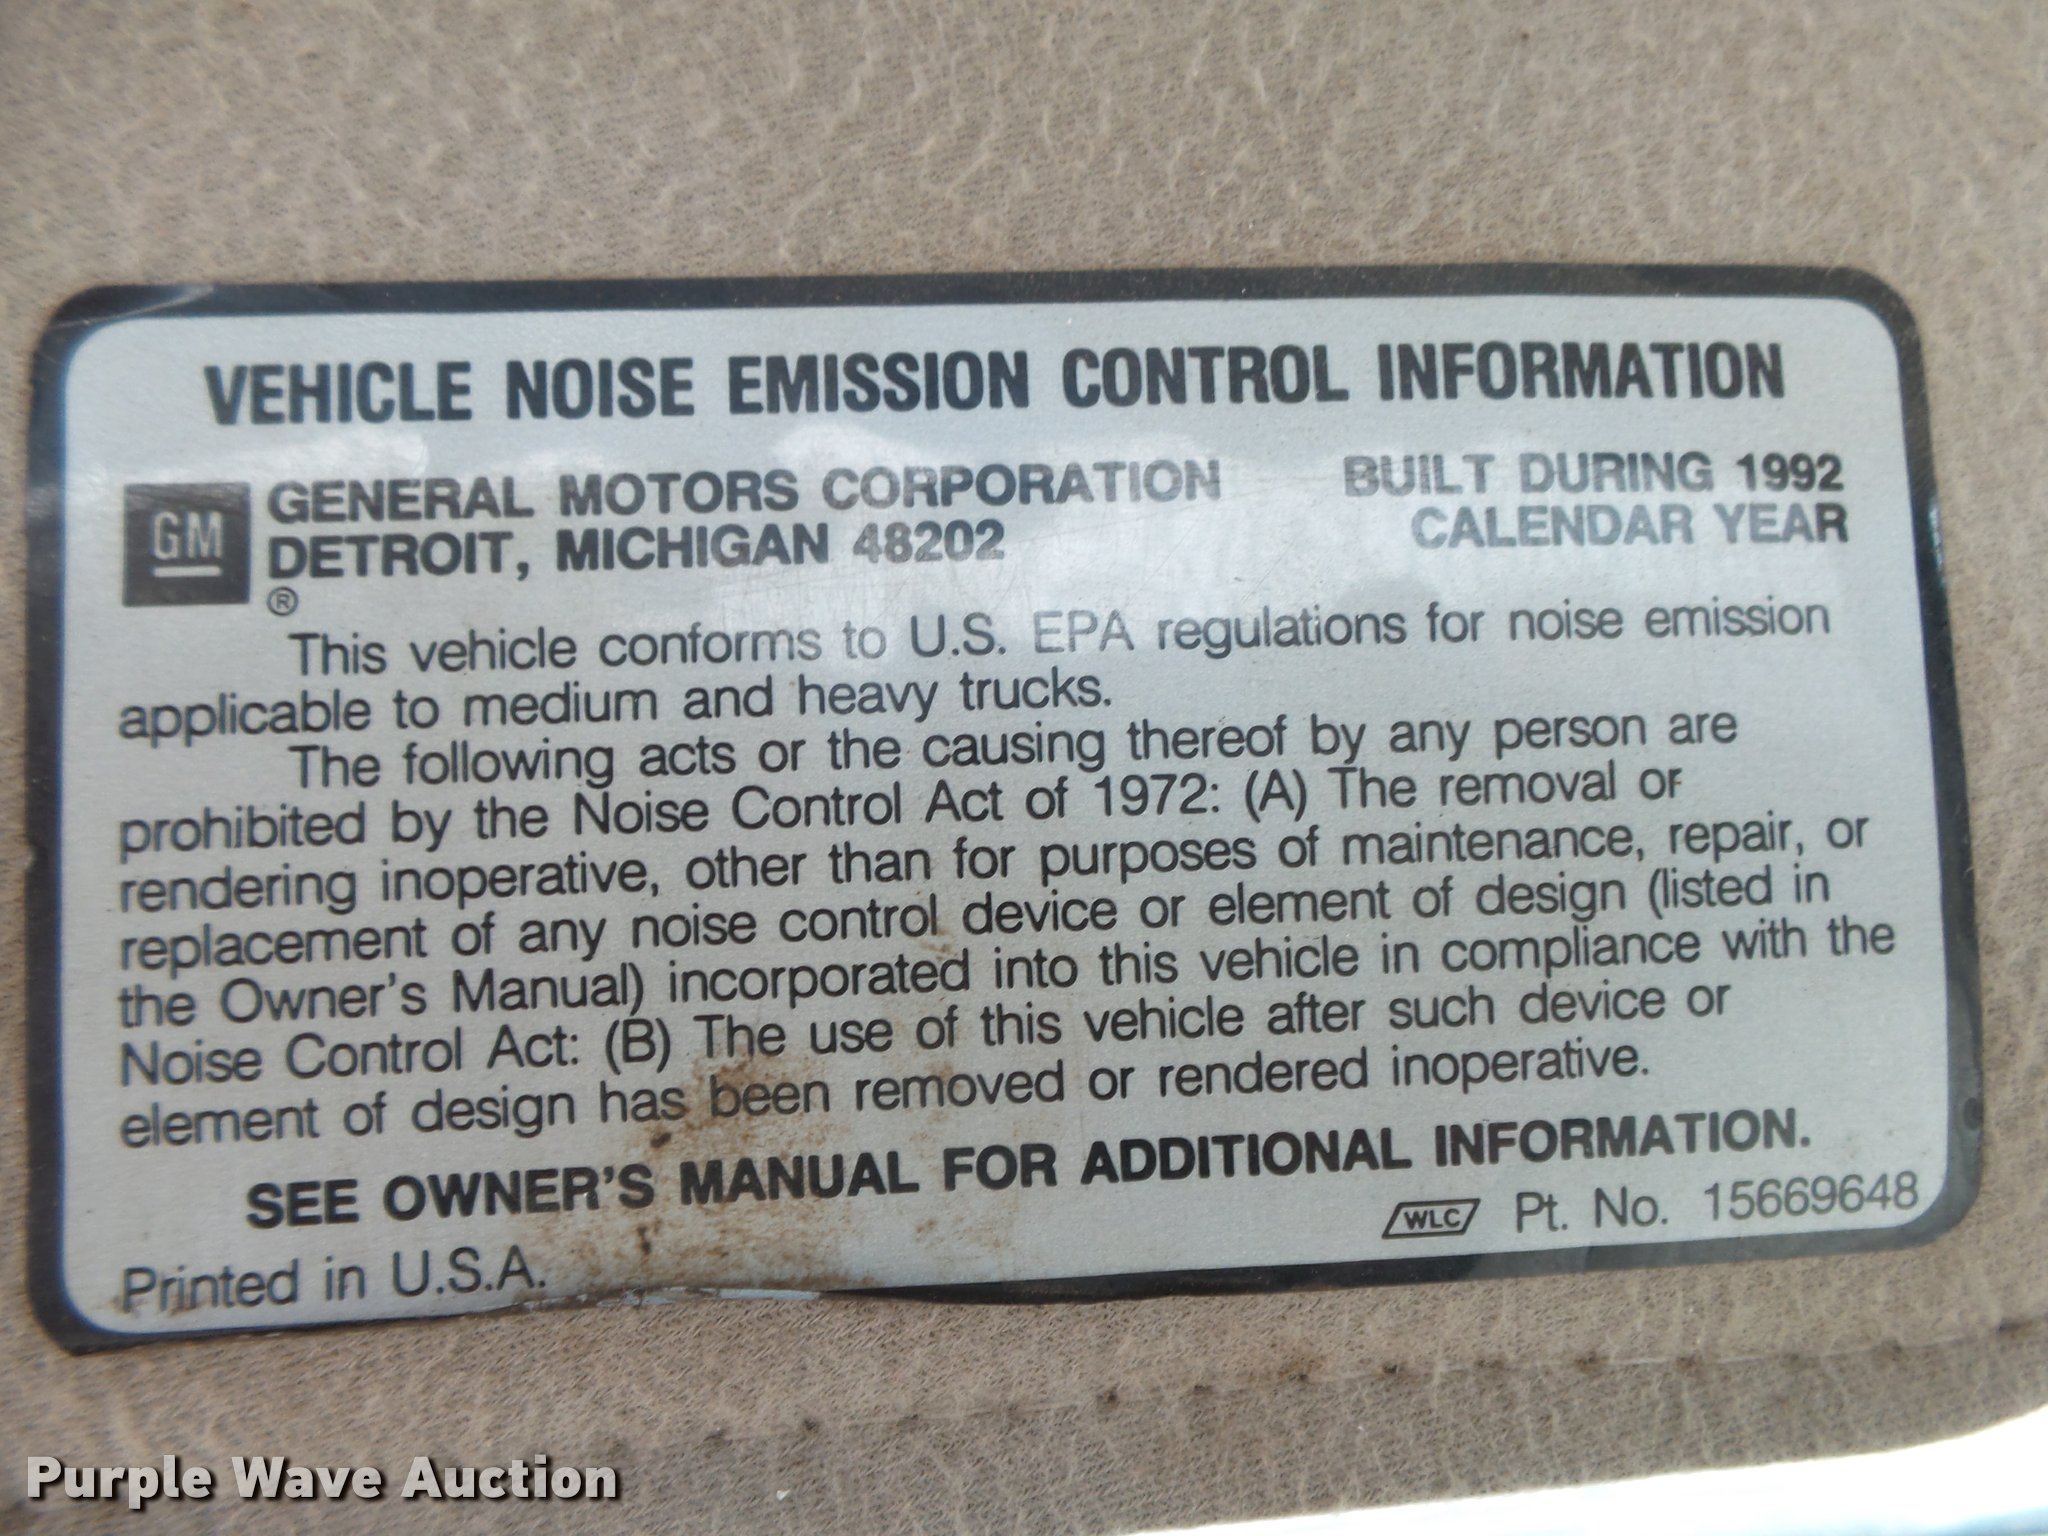 VEHICLE NOISE EMISSION CONTROL INFORMATION
GM
GENERAL MOTORS CORPORATION
DETROIT, MICHIGAN 48202
®
BUILT DURING 1992
CALENDAR YEAR
This vehicle conforms to U.S. EPA regulations for noise emission
applicable to medium and heavy trucks.
The following acts or the causing thereof by any person are
prohibited by the Noise Control Act of 1972: (A) The removal or
rendering inoperative, other than for purposes of maintenance, repair, or
replacement of any noise control device or element of design (listed in
the Owner's Manual) incorporated into this vehicle in compliance with the
Noise Control Act: (B) The use of this vehicle after such device or
element of design has been removed or rendered inoperative.
SEE OWNER'S MANUAL FOR ADDITIONAL INFORMATION.
Printed in U.S.A.
WLC Pt. No. 15669648
Purple Wave Auction